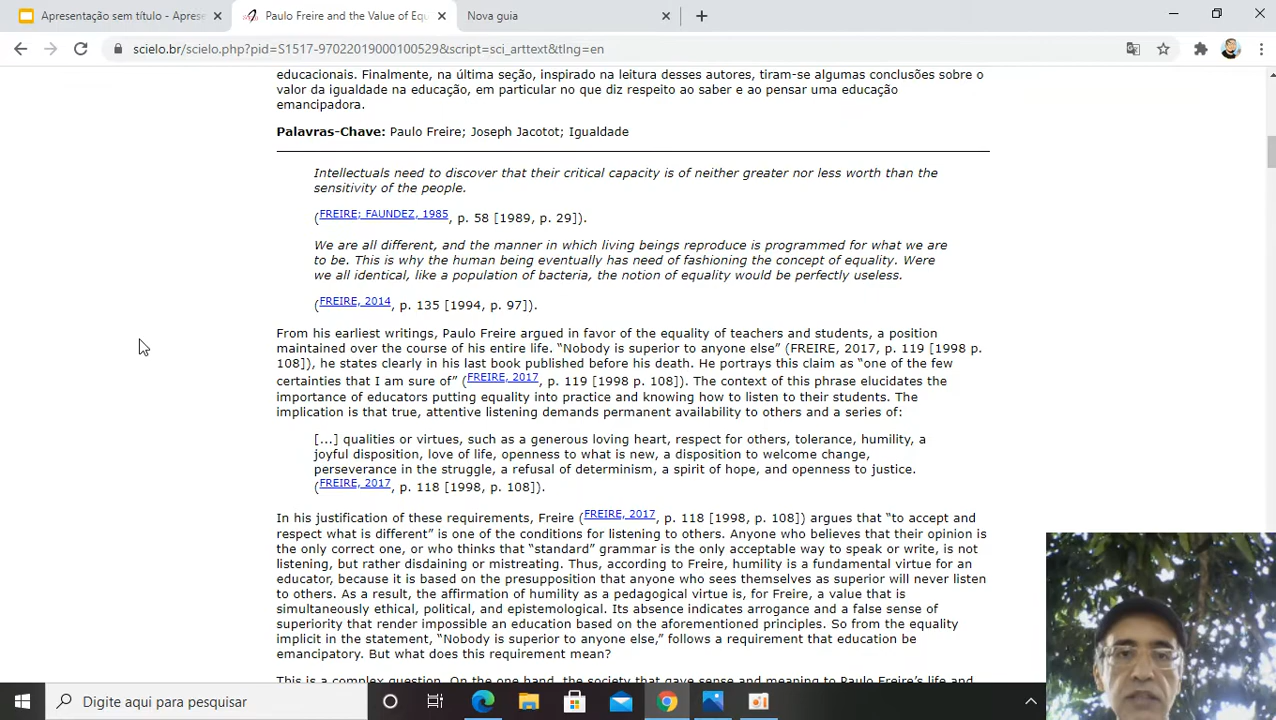 Apresentação sem título - Apresen
Paulo Freire and the Value of Equ
Nova guia
scielo.br/scielo.php?pid=S1517-97022019000100529&script=sci_arttext&tlng=en
educacionais. Finalmente, na última seção, inspirado na leitura desses autores, tiram-se algumas conclusões sobre o
valor da igualdade na educação, em particular no que diz respeito ao saber e ao pensar uma educação
emancipadora.
Palavras-Chave: Paulo Freire; Joseph Jacotot; Igualdade
Intellectuals need to discover that their critical capacity is of neither greater nor less worth than the
sensitivity of the people.
(FREIRE; FAUNDEZ, 1985, p. 58 [1989, p. 29]).
We are all different, and the manner in which living beings reproduce is programmed for what we are
to be. This is why the human being eventually has need of fashioning the concept of equality. Were
we all identical, like a population of bacteria, the notion of equality would be perfectly useless.
(FREIRE, 2014, p. 135 [1994, p. 97]).
From his earliest writings, Paulo Freire argued in favor of the equality of teachers and students, a position
maintained over the course of his entire life. “Nobody is superior to anyone else” (FREIRE, 2017, p. 119 [1998 p.
108]), he states clearly in his last book published before his death. He portrays this claim as “one of the few
certainties that I am sure of” (FREIRE, 2017, p. 119 [1998 p. 108]). The context of this phrase elucidates the
importance of educators putting equality into practice and knowing how to listen to their students. The
implication is that true, attentive listening demands permanent availability to others and a series of:
[...] qualities or virtues, such as a generous loving heart, respect for others, tolerance, humility, a
joyful disposition, love of life, openness to what is new, a disposition to welcome change,
perseverance in the struggle, a refusal of determinism, a spirit of hope, and openness to justice.
(FREIRE, 2017, p. 118 [1998, p. 108]).
In his justification of these requirements, Freire (FREIRE, 2017, p. 118 [1998, p. 108]) argues that “to accept and
respect what is different” is one of the conditions for listening to others. Anyone who believes that their opinion is
the only correct one, or who thinks that “standard” grammar is the only acceptable way to speak or write, is not
listening, but rather disdaining or mistreating. Thus, according to Freire, humility is a fundamental virtue for an
educator, because it is based on the presupposition that anyone who sees themselves as superior will never listen
to others. As a result, the affirmation of humility as a pedagogical virtue is, for Freire, a value that is
simultaneously ethical, political, and epistemological. Its absence indicates arrogance and a false sense of
superiority that render impossible an education based on the aforementioned principles. So from the equality
implicit in the statement, “Nobody is superior to anyone else,” follows a requirement that education be
emancipatory. But what does this requirement mean?
This is a complex question. On the one hand, the society that gave sense and meaning to Paulo Freire’s life and
Digite aqui para pesquisar